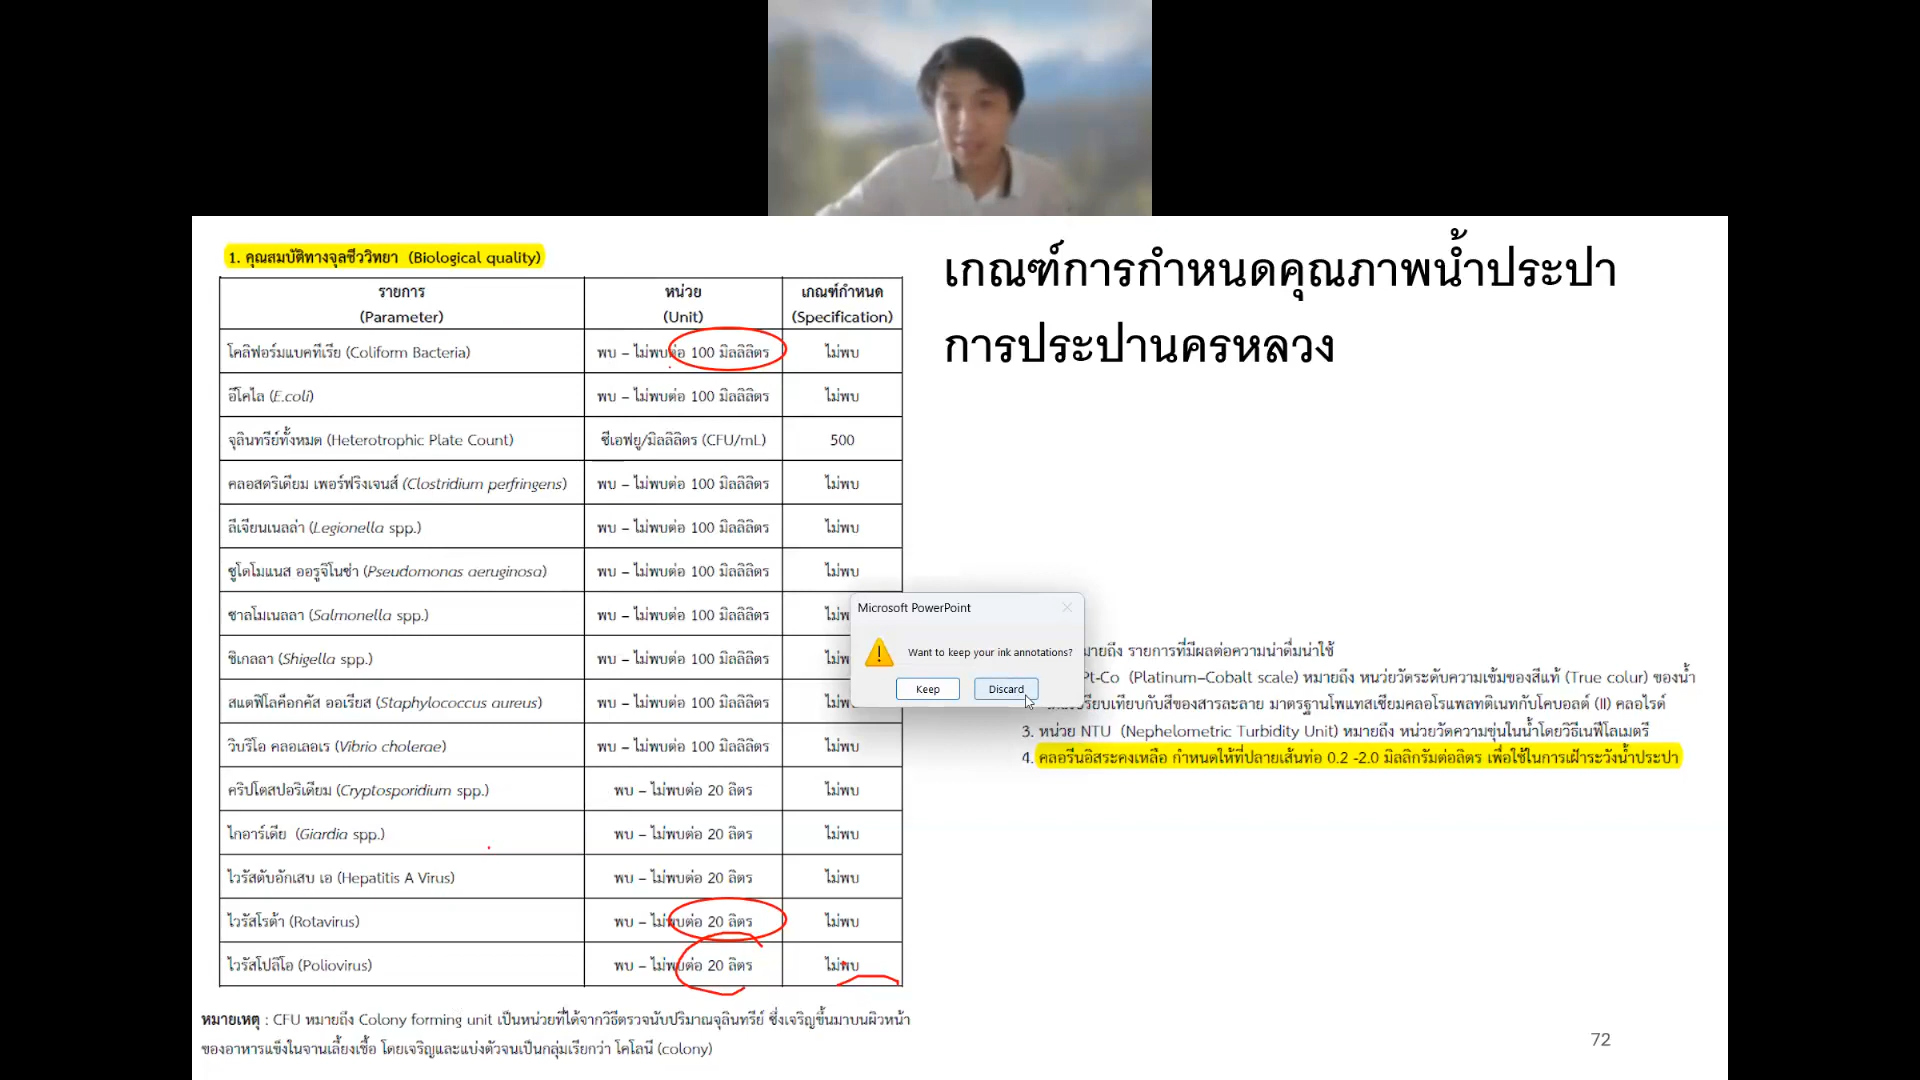 1. คุณสมบัติทางจุลชีววิทยา (Biological quality)
รายการ (Parameter) หน่วย (Unit) เกณฑ์กำหนด (Specification)
โคลิฟอร์มแบคทีเรีย (Coliform Bacteria) พบ – ไม่พบต่อ 100 มิลลิลิตร ไม่พบ
อีโคไล (E.coli) พบ – ไม่พบต่อ 100 มิลลิลิตร ไม่พบ
จุลินทรีย์ทั้งหมด (Heterotrophic Plate Count) ซีเอฟยู/มิลลิลิตร (CFU/mL) 500
คลอสตริเดียม เพอร์ฟริงเจนส์ (Clostridium perfringens) พบ – ไม่พบต่อ 100 มิลลิลิตร ไม่พบ
ลีเจียนเนลล่า (Legionella spp.) พบ – ไม่พบต่อ 100 มิลลิลิตร ไม่พบ
ซูโดโมแนส ออรูจิโนซ่า (Pseudomonas aeruginosa) พบ – ไม่พบต่อ 100 มิลลิลิตร ไม่พบ
ซาลโมเนลลา (Salmonella spp.) พบ – ไม่พบต่อ 100 มิลลิลิตร
ชิเกลลา (Shigella spp.) พบ – ไม่พบต่อ 100 มิลลิลิตร
สแตฟิโลค็อกคัส ออเรียส (Staphylococcus aureus) พบ – ไม่พบต่อ 100 มิลลิลิตร
วิบริโอ คลอเลอเร (Vibrio cholerae) พบ – ไม่พบต่อ 100 มิลลิลิตร ไม่พบ
คริปโตสปอริเดียม (Cryptosporidium spp.) พบ – ไม่พบต่อ 20 ลิตร ไม่พบ
ไกอาร์เดีย (Giardia spp.) พบ – ไม่พบต่อ 20 ลิตร ไม่พบ
ไวรัสตับอักเสบ เอ (Hepatitis A Virus) พบ – ไม่พบต่อ 20 ลิตร ไม่พบ
ไวรัสโรต้า (Rotavirus) พบ – ไม่พบต่อ 20 ลิตร ไม่พบ
ไวรัสโปลิโอ (Poliovirus) พบ – ไม่พบต่อ 20 ลิตร ไม่พบ
หมายเหตุ : CFU หมายถึง Colony forming unit เป็นหน่วยที่ได้จากวิธีตรวจนับปริมาณจุลินทรีย์ ซึ่งเจริญขึ้นมาบนผิวหน้า
ของอาหารแข็งในจานเลี้ยงเชื้อ โดยเจริญและแบ่งตัวจนเป็นกลุ่มเรียกว่า โคโลนี (colony)
เกณฑ์การกำหนดคุณภาพน้ำประปา
การประปานครหลวง
Microsoft PowerPoint
Want to keep your ink annotations?
Keep Discard
รายการที่มีผลต่อความน่าดื่มน่าใช้
Pt-Co (Platinum–Cobalt scale) หมายถึง หน่วยวัดระดับความเข้มของสีแท้ (True colur) ของน้ำ
กับสีของสารละลาย มาตรฐานโพแทสเซียมคลอโรแพลทติเนทกับโคบอลต์ (II) คลอไรด์
3. หน่วย NTU (Nephelometric Turbidity Unit) หมายถึง หน่วยวัดความขุ่นในน้ำโดยวิธีเนฟีโลเมตรี
4. คลอรีนอิสระคงเหลือ กำหนดให้ที่ปลายเส้นท่อ 0.2 -2.0 มิลลิกรัมต่อลิตร เพื่อใช้ในการเฝ้าระวังน้ำประปา
72